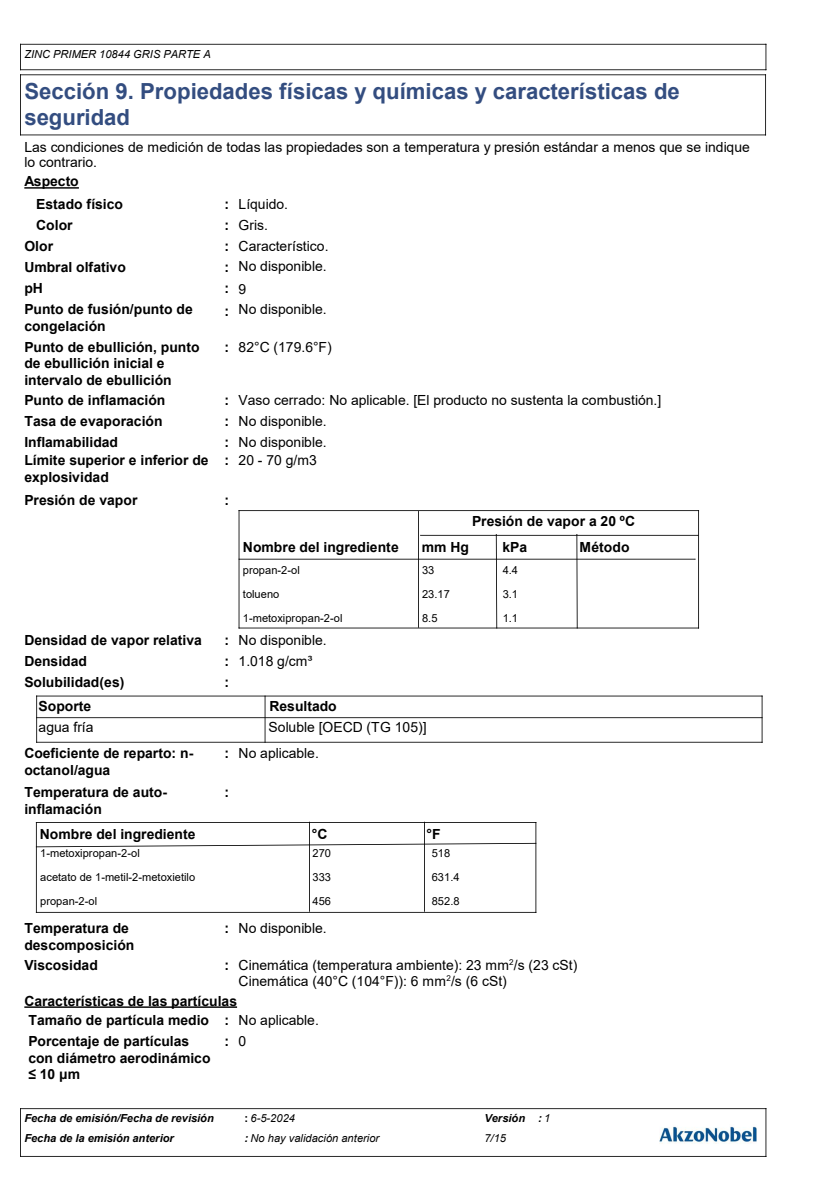 ZINC PRIMER 10844 GRIS PARTE A
Sección 9. Propiedades físicas y químicas y características de
seguridad
Las condiciones de medición de todas las propiedades son a temperatura y presión estándar a menos que se indique
lo contrario.
Aspecto
Estado físico : Líquido.
Color : Gris.
Olor : Característico.
Umbral olfativo : No disponible.
pH : 9
Punto de fusión/punto de : No disponible.
congelación
Punto de ebullición, punto : 82°C (179.6°F)
de ebullición inicial e
intervalo de ebullición
Punto de inflamación : Vaso cerrado: No aplicable. [El producto no sustenta la combustión.]
Tasa de evaporación : No disponible.
Inflamabilidad : No disponible.
Límite superior e inferior de : 20 - 70 g/m3
explosividad
Presión de vapor :
Presión de vapor a 20 ºC
Nombre del ingrediente mm Hg kPa Método
propan-2-ol 33 4.4
tolueno 23.17 3.1
1-metoxipropan-2-ol 8.5 1.1
Densidad de vapor relativa : No disponible.
Densidad : 1.018 g/cm³
Solubilidad(es) :
Soporte Resultado
agua fría Soluble [OECD (TG 105)]
Coeficiente de reparto: n- : No aplicable.
octanol/agua
Temperatura de auto- :
inflamación
Nombre del ingrediente °C °F
1-metoxipropan-2-ol 270 518
acetato de 1-metil-2-metoxietilo 333 631.4
propan-2-ol 456 852.8
Temperatura de : No disponible.
descomposición
Viscosidad : Cinemática (temperatura ambiente): 23 mm²/s (23 cSt)
Cinemática (40°C (104°F)): 6 mm²/s (6 cSt)
Características de las partículas
Tamaño de partícula medio : No aplicable.
Porcentaje de partículas : 0
con diámetro aerodinámico
≤ 10 µm
Fecha de emisión/Fecha de revisión : 6-5-2024 Versión : 1
Fecha de la emisión anterior : No hay validación anterior 7/15 AkzoNobel